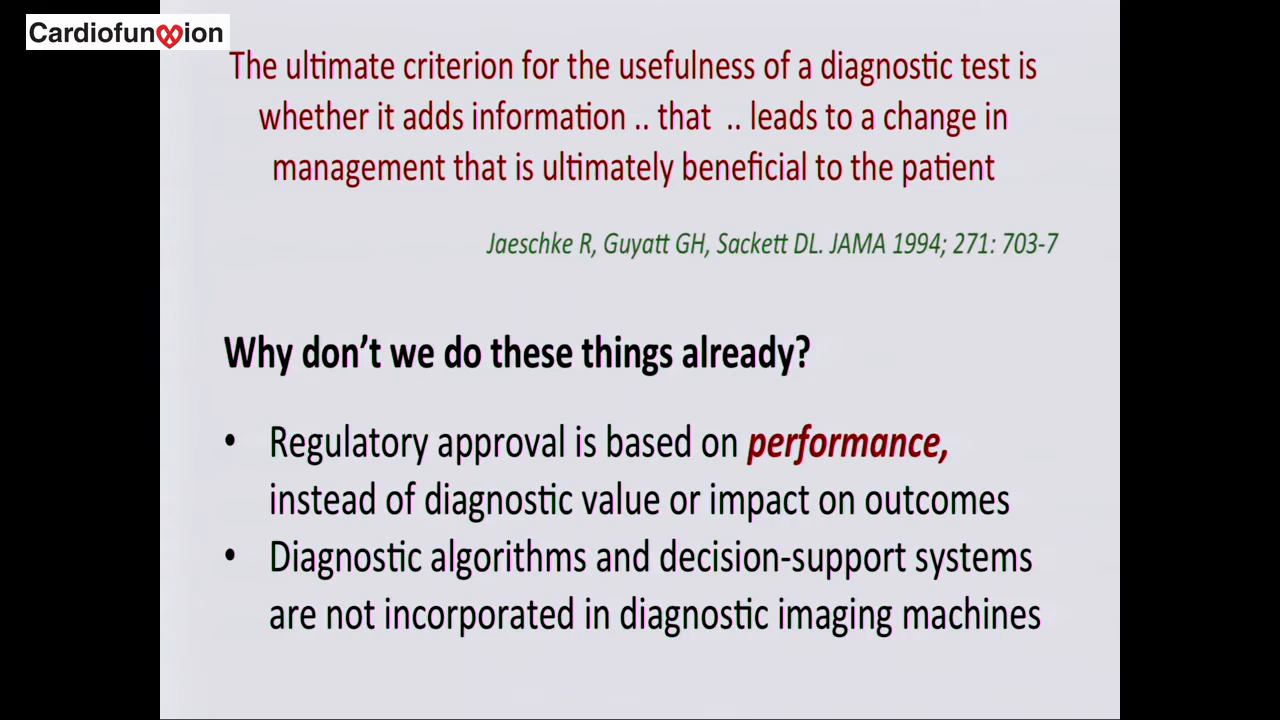 CardiofunXion
The ultimate criterion for the usefulness of a diagnostic test is
whether it adds information .. that .. leads to a change in
management that is ultimately beneficial to the patient
Jaeschke R, Guyatt GH, Sackett DL. JAMA 1994; 271: 703-7
Why don't we do these things already?
• Regulatory approval is based on performance,
instead of diagnostic value or impact on outcomes
• Diagnostic algorithms and decision-support systems
are not incorporated in diagnostic imaging machines